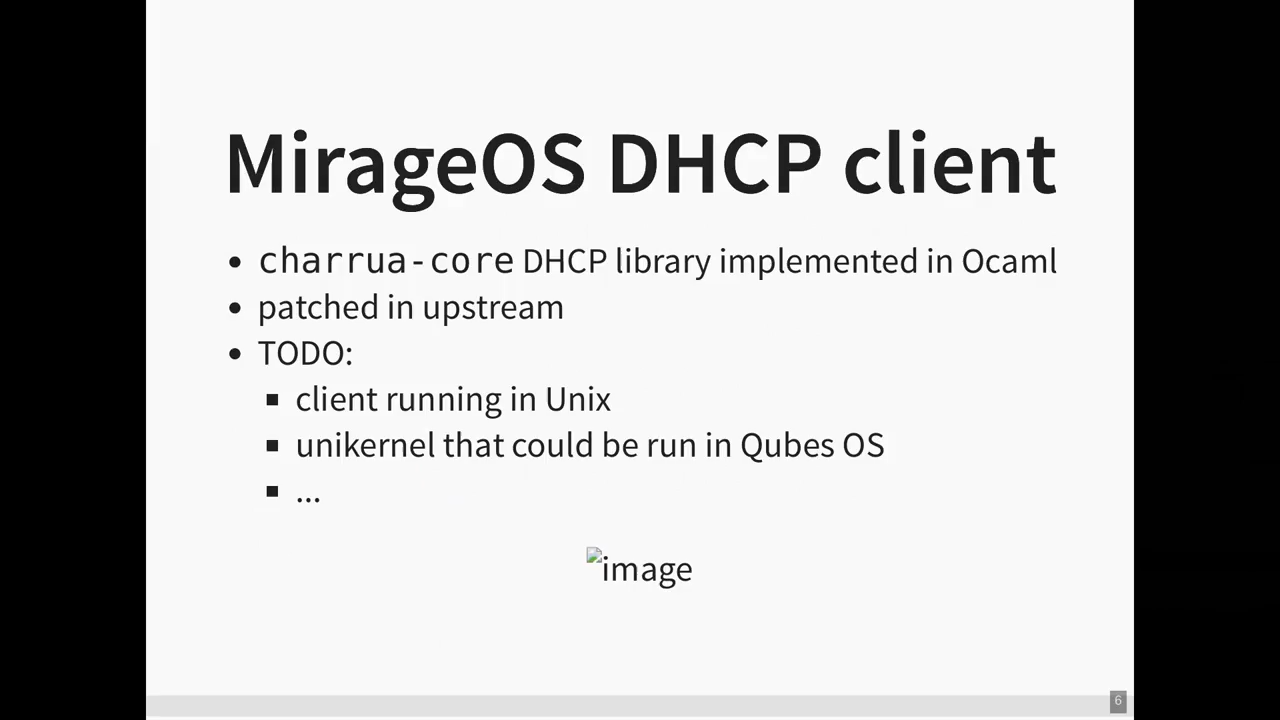 MirageOS DHCP client
• charrua-core DHCP library implemented in Ocaml
• patched in upstream
• TODO:
▪ client running in Unix
▪ unikernel that could be run in Qubes OS
▪ ...
image
6